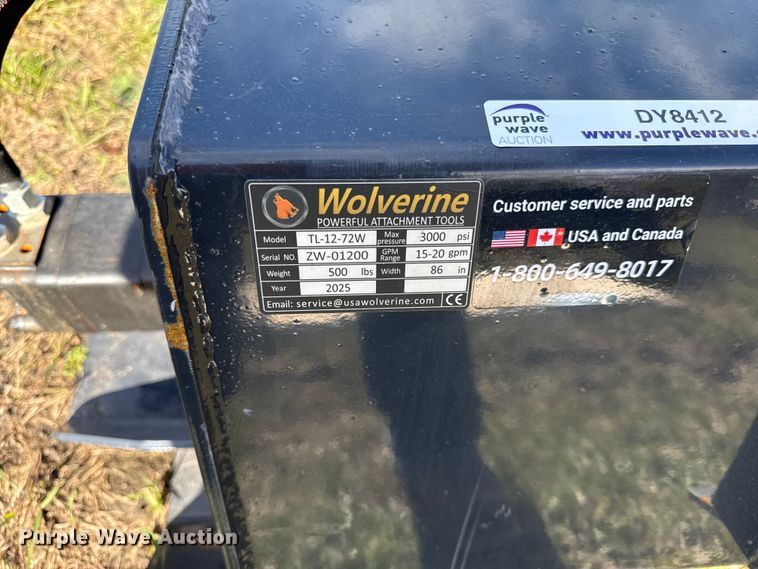 purple
wave
AUCTION
DY8412
www.purplewave.
Wolverine
POWERFUL ATTACHMENT TOOLS
Model TL-12-72W Max pressure 3000 psi
Serial NO. ZW-01200 GPM Range 15-20 gpm
Weight 500 lbs Width 86 in
Year 2025
Email: service@usawolverine.com CE
Customer service and parts
USA and Canada
1-800-649-8017
Purple Wave Auction